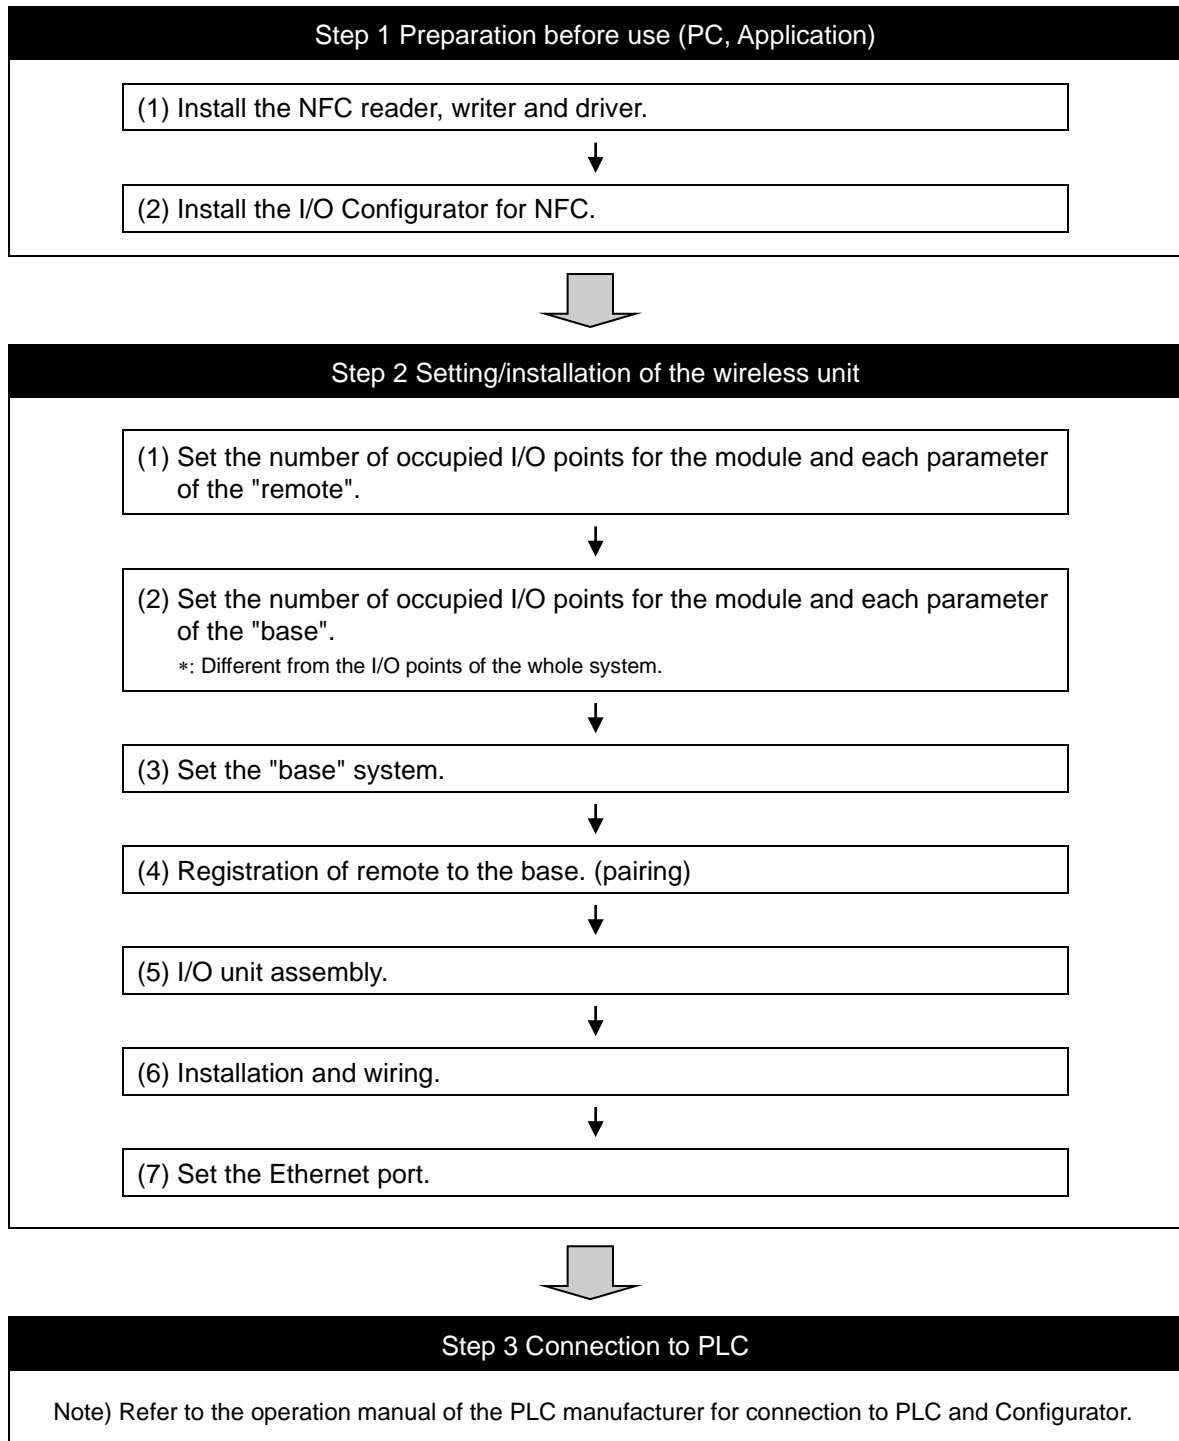 Step 1 Preparation before use (PC, Application)
(1) Install the NFC reader, writer and driver.
(2) Install the I/O Configurator for NFC.
Step 2 Setting/installation of the wireless unit
(1) Set the number of occupied I/O points for the module and each parameter
of the "remote".
(2) Set the number of occupied I/O points for the module and each parameter
of the "base".
*: Different from the I/O points of the whole system.
(3) Set the "base" system.
(4) Registration of remote to the base. (pairing)
(5) I/O unit assembly.
(6) Installation and wiring.
(7) Set the Ethernet port.
Step 3 Connection to PLC
Note) Refer to the operation manual of the PLC manufacturer for connection to PLC and Configurator.